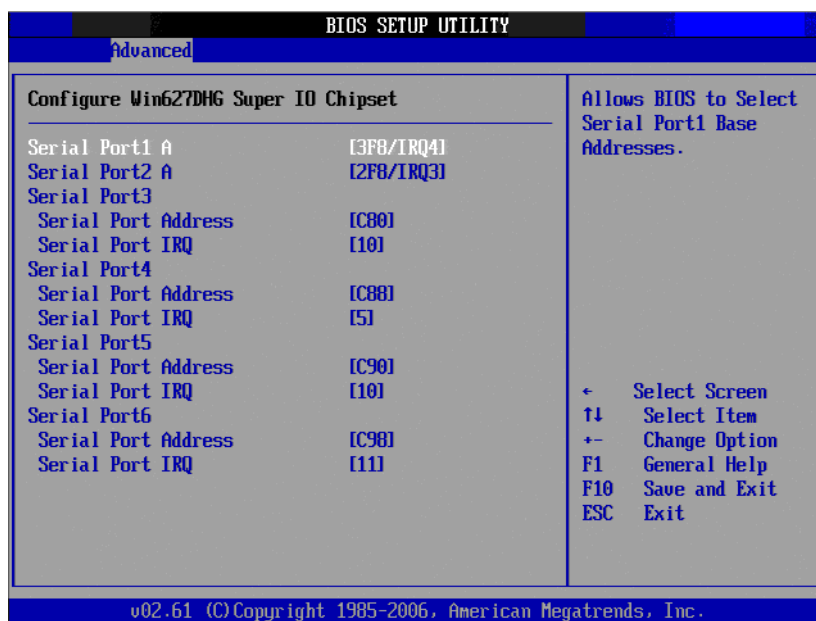 BIOS SETUP UTILITY
Advanced
Configure Win627DHG Super IO Chipset
Serial Port1 A [3F8/IRQ4]
Serial Port2 A [2F8/IRQ3]
Serial Port3
Serial Port Address [C80]
Serial Port IRQ [10]
Serial Port4
Serial Port Address [C88]
Serial Port IRQ [5]
Serial Port5
Serial Port Address [C90]
Serial Port IRQ [10]
Serial Port6
Serial Port Address [C98]
Serial Port IRQ [11]
Allows BIOS to Select
Serial Port1 Base
Addresses.
← Select Screen
↑↓ Select Item
+- Change Option
F1 General Help
F10 Save and Exit
ESC Exit
v02.61 (C)Copyright 1985-2006, American Megatrends, Inc.